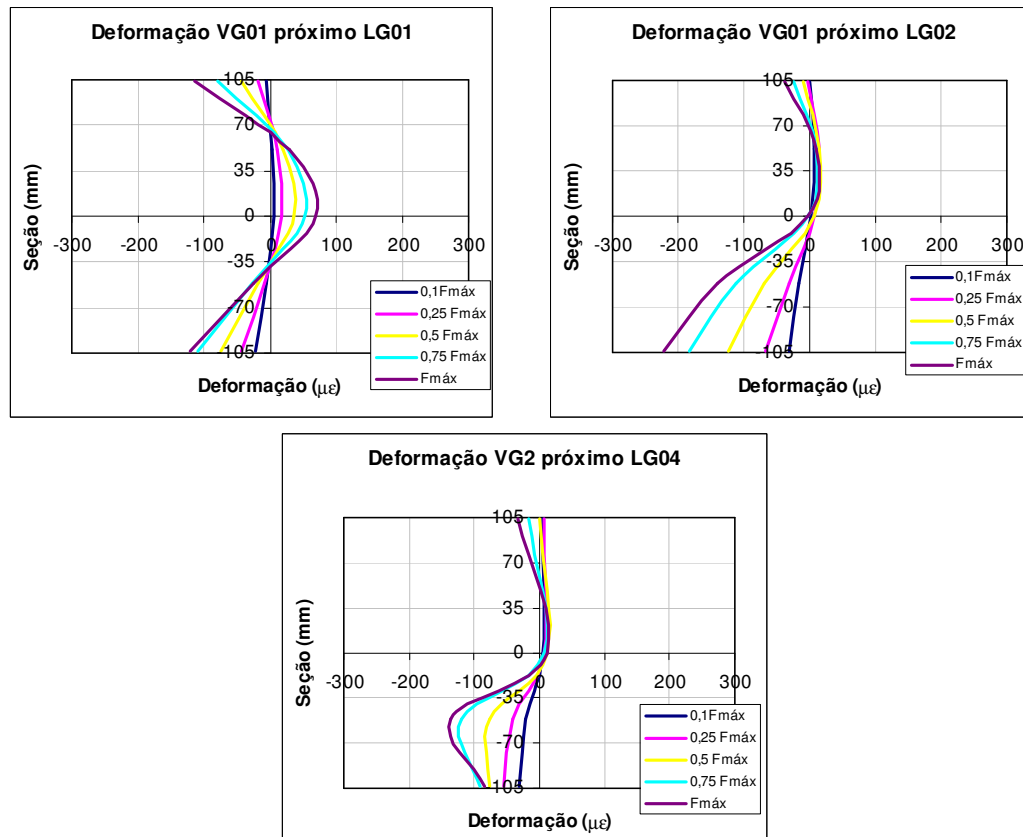 Deformação VG01 próximo LG01
105
70
35
0
-35
-70
105
-300 -200 -100 0 100 200 300
Seção (mm)
Deformação (με)
0,1Fmáx
0,25 Fmáx
0,5 Fmáx
0,75 Fmáx
Fmáx
Deformação VG01 próximo LG02
105
70
35
0
-35
-70
105
-300 -200 -100 0 100 200 300
Seção (mm)
Deformação (με)
0,1Fmáx
0,25 Fmáx
0,5 Fmáx
0,75 Fmáx
Fmáx
Deformação VG2 próximo LG04
105
70
35
0
-35
-70
105
-300 -200 -100 0 100 200 300
Seção (mm)
Deformação (με)
0,1Fmáx
0,25 Fmáx
0,5 Fmáx
0,75 Fmáx
Fmáx